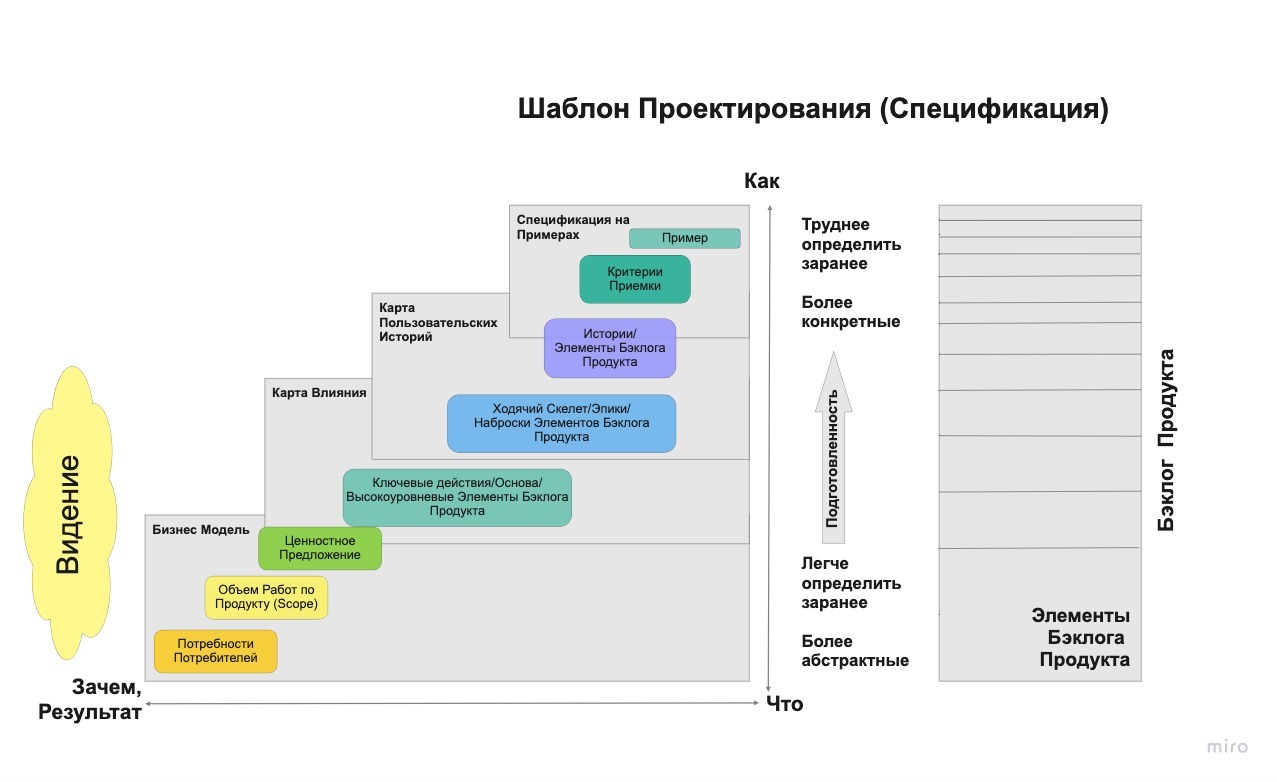 Шаблон Проектирования (Спецификация)
Как
Спецификация на
Примерах
Пример
Критерии
Приемки
Карта
Пользовательских
Историй
Истории/
Элементы Бэклога
Продукта
Карта Влияния
Ходячий Скелет/Эпики/
Наброски Элементов Бэклога
Продукта
Ключевые действия/Основа/
Высокоуровневые Элементы Бэклога
Продукта
Бизнес Модель
Ценностное
Предложение
Объем Работ по
Продукту (Scope)
Потребности
Потребителей
Видение
Зачем,
Результат
Что
Труднее
определить
заранее
Более
конкретные
Подготовленность
Легче
определить
заранее
Более
абстрактные
Элементы
Бэклога
Продукта
Бэклог Продукта
miro